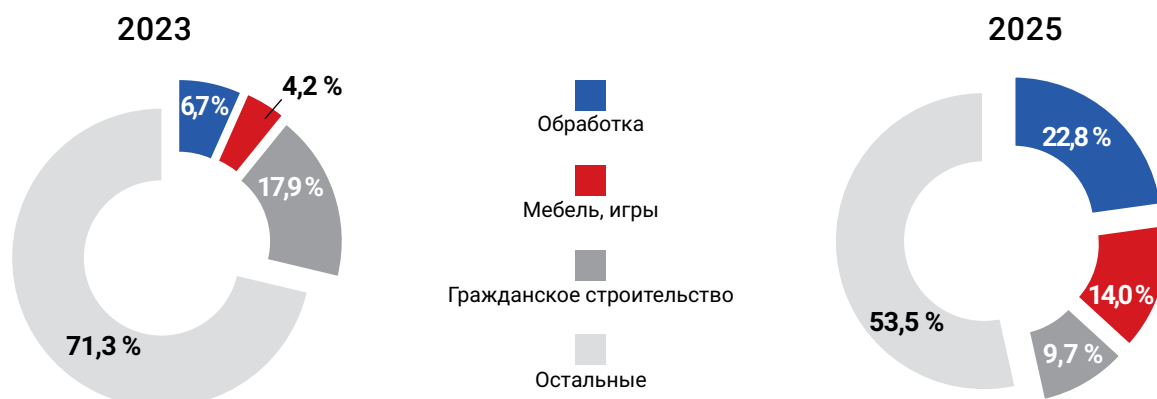 2023
6,7%
4,2 %
17,9 %
71,3 %
Обработка
Мебель, игры
Гражданское строительство
Остальные
2025
22,8 %
14,0 %
9,7 %
53,5 %